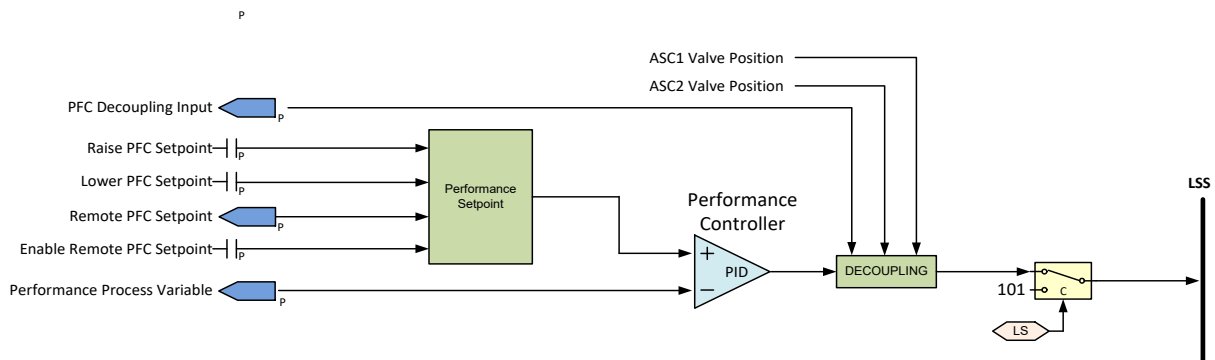 P
ASC1 Valve Position
ASC2 Valve Position
PFC Decoupling Input
P
Raise PFC Setpoint
P
Lower PFC Setpoint
P
Remote PFC Setpoint
P
Enable Remote PFC Setpoint
P
Performance Process Variable
P
Performance
Setpoint
Performance
Controller
+
PID
−
DECOUPLING
101
C
LS
LSS